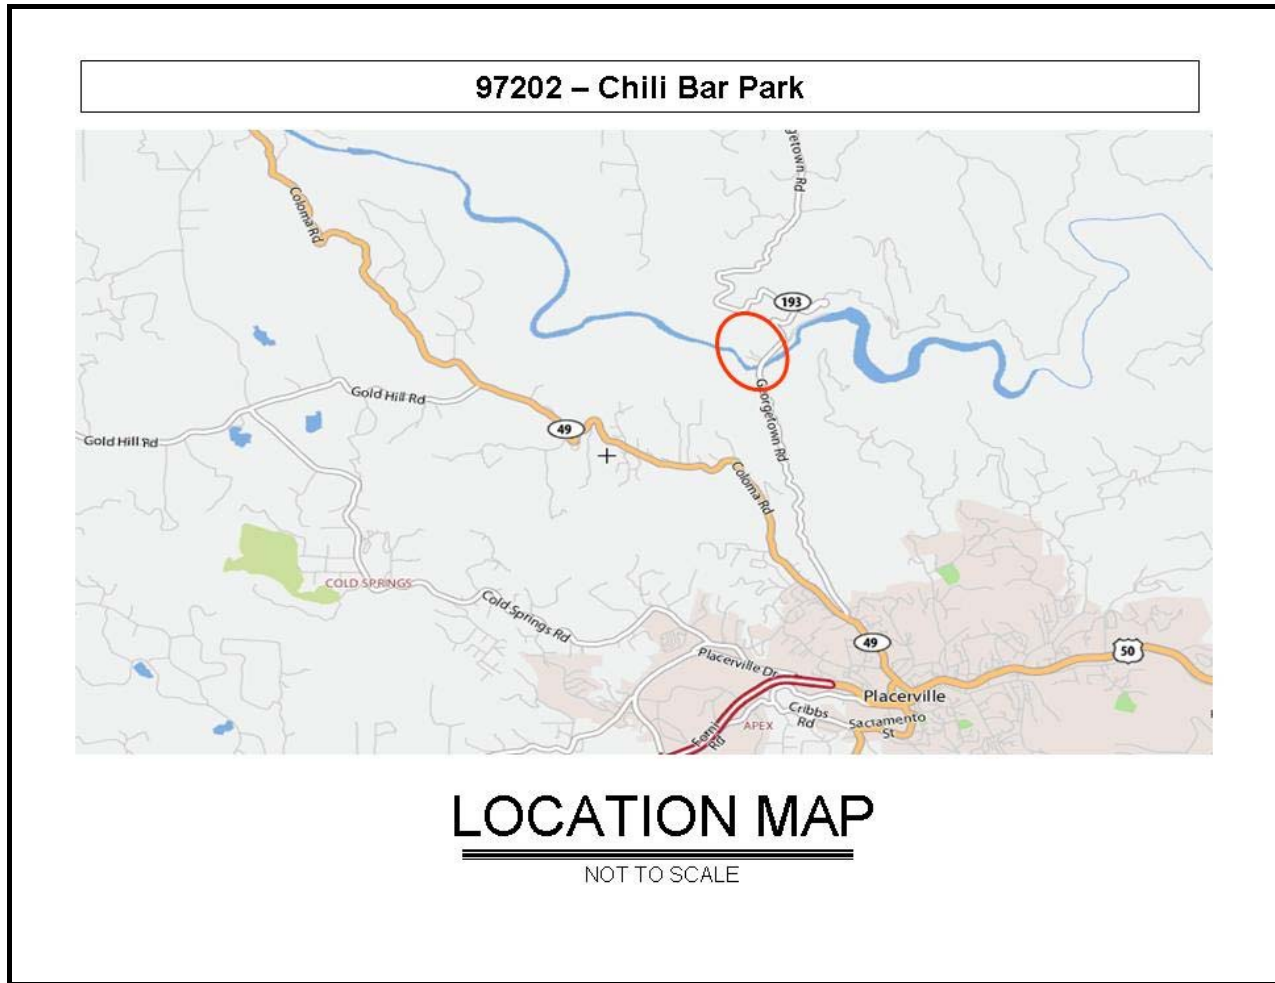 97202 – Chili Bar Park
getown Rd
Coloma Rd
193
Gold Hill Rd
Georgetown Rd
49
Gold Hill Rd
Coloma Rd
COLD SPRINGS
Cold Springs Rd
49
50
Placerville Dr
Placerville
Cribbs
Rd
Sacramento
St
APEX
Forni
Rd
LOCATION MAP
NOT TO SCALE